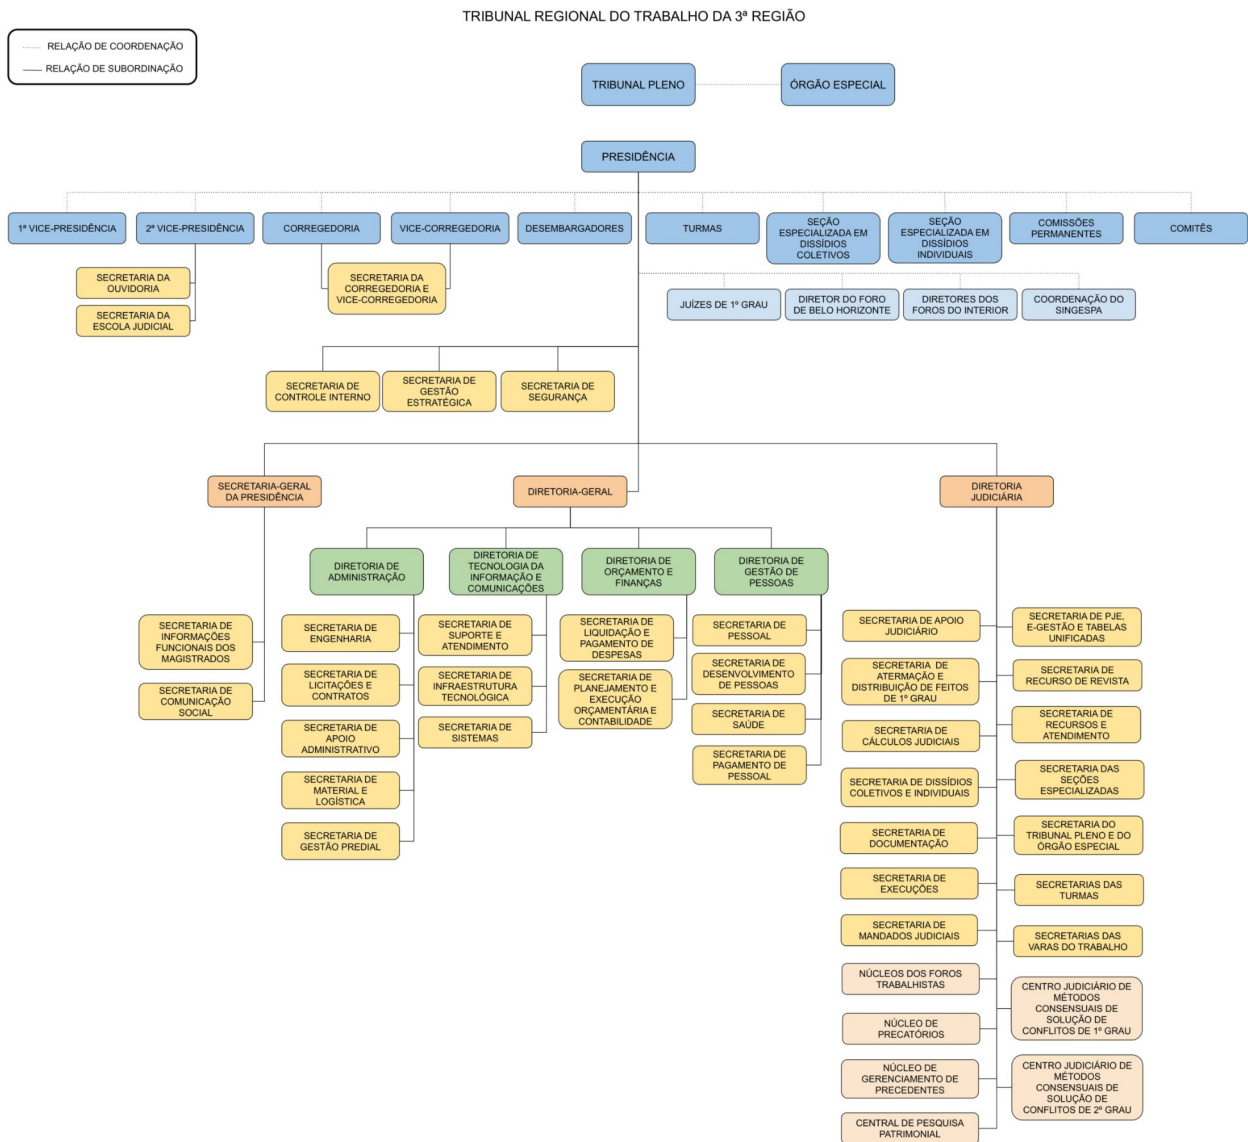 TRIBUNAL REGIONAL DO TRABALHO DA 3ª REGIÃO
RELAÇÃO DE COORDENAÇÃO
RELAÇÃO DE SUBORDINAÇÃO
TRIBUNAL PLENO
ÓRGÃO ESPECIAL
PRESIDÊNCIA
1ª VICE-PRESIDÊNCIA
2ª VICE-PRESIDÊNCIA
CORREGEDORIA
VICE-CORREGEDORIA
DESEMBARGADORES
TURMAS
SEÇÃO
ESPECIALIZADA EM
DISSÍDIOS
COLETIVOS
SEÇÃO
ESPECIALIZADA EM
DISSÍDIOS
INDIVIDUAIS
COMISSÕES
PERMANENTES
COMITÊS
SECRETARIA DA
OUVIDORIA
SECRETARIA DA
ESCOLA JUDICIAL
SECRETARIA DA
CORREGEDORIA E
VICE-CORREGEDORIA
JUÍZES DE 1º GRAU
DIRETOR DO FORO
DE BELO HORIZONTE
DIRETORES DOS
FOROS DO INTERIOR
COORDENAÇÃO DO
SINGESPA
SECRETARIA DE
CONTROLE INTERNO
SECRETARIA DE
GESTÃO
ESTRATÉGICA
SECRETARIA DE
SEGURANÇA
SECRETARIA-GERAL
DA PRESIDÊNCIA
DIRETORIA-GERAL
DIRETORIA
JUDICIÁRIA
DIRETORIA DE
ADMINISTRAÇÃO
DIRETORIA DE
TECNOLOGIA DA
INFORMAÇÃO E
COMUNICAÇÕES
DIRETORIA DE
ORÇAMENTO E
FINANÇAS
DIRETORIA DE
GESTÃO DE
PESSOAS
SECRETARIA DE
INFORMAÇÕES
FUNCIONAIS DOS
MAGISTRADOS
SECRETARIA DE
COMUNICAÇÃO
SOCIAL
SECRETARIA DE
ENGENHARIA
SECRETARIA DE
LICITAÇÕES E
CONTRATOS
SECRETARIA DE
APOIO
ADMINISTRATIVO
SECRETARIA DE
MATERIAL E
LOGÍSTICA
SECRETARIA DE
GESTÃO PREDIAL
SECRETARIA DE
SUPORTE E
ATENDIMENTO
SECRETARIA DE
INFRAESTRUTURA
TECNOLÓGICA
SECRETARIA DE
SISTEMAS
SECRETARIA DE
LIQUIDAÇÃO E
PAGAMENTO DE
DESPESAS
SECRETARIA DE
PLANEJAMENTO E
EXECUÇÃO
ORÇAMENTÁRIA E
CONTABILIDADE
SECRETARIA DE
PESSOAL
SECRETARIA DE
DESENVOLVIMENTO
DE PESSOAS
SECRETARIA DE
SAÚDE
SECRETARIA DE
PAGAMENTO DE
PESSOAL
SECRETARIA DE APOIO
JUDICIÁRIO
SECRETARIA DE
ATERMAÇÃO E
DISTRIBUIÇÃO DE FEITOS
DE 1º GRAU
SECRETARIA DE
CÁLCULOS JUDICIAIS
SECRETARIA DE DISSÍDIOS
COLETIVOS E INDIVIDUAIS
SECRETARIA DE
DOCUMENTAÇÃO
SECRETARIA DE
EXECUÇÕES
SECRETARIA DE
MANDADOS JUDICIAIS
NÚCLEOS DOS FOROS
TRABALHISTAS
NÚCLEO DE
PRECATÓRIOS
NÚCLEO DE
GERENCIAMENTO DE
PRECEDENTES
CENTRAL DE PESQUISA
PATRIMONIAL
SECRETARIA DE PJE,
E-GESTÃO E TABELAS
UNIFICADAS
SECRETARIA DE
RECURSO DE REVISTA
SECRETARIA DE
RECURSOS E
ATENDIMENTO
SECRETARIA DAS
SEÇÕES
ESPECIALIZADAS
SECRETARIA DO
TRIBUNAL PLENO E DO
ÓRGÃO ESPECIAL
SECRETARIAS DAS
TURMAS
SECRETARIAS DAS
VARAS DO TRABALHO
CENTRO JUDICIÁRIO DE
MÉTODOS
CONSENSUAIS DE
SOLUÇÃO DE
CONFLITOS DE 1º GRAU
CENTRO JUDICIÁRIO DE
MÉTODOS
CONSENSUAIS DE
SOLUÇÃO DE
CONFLITOS DE 2º GRAU